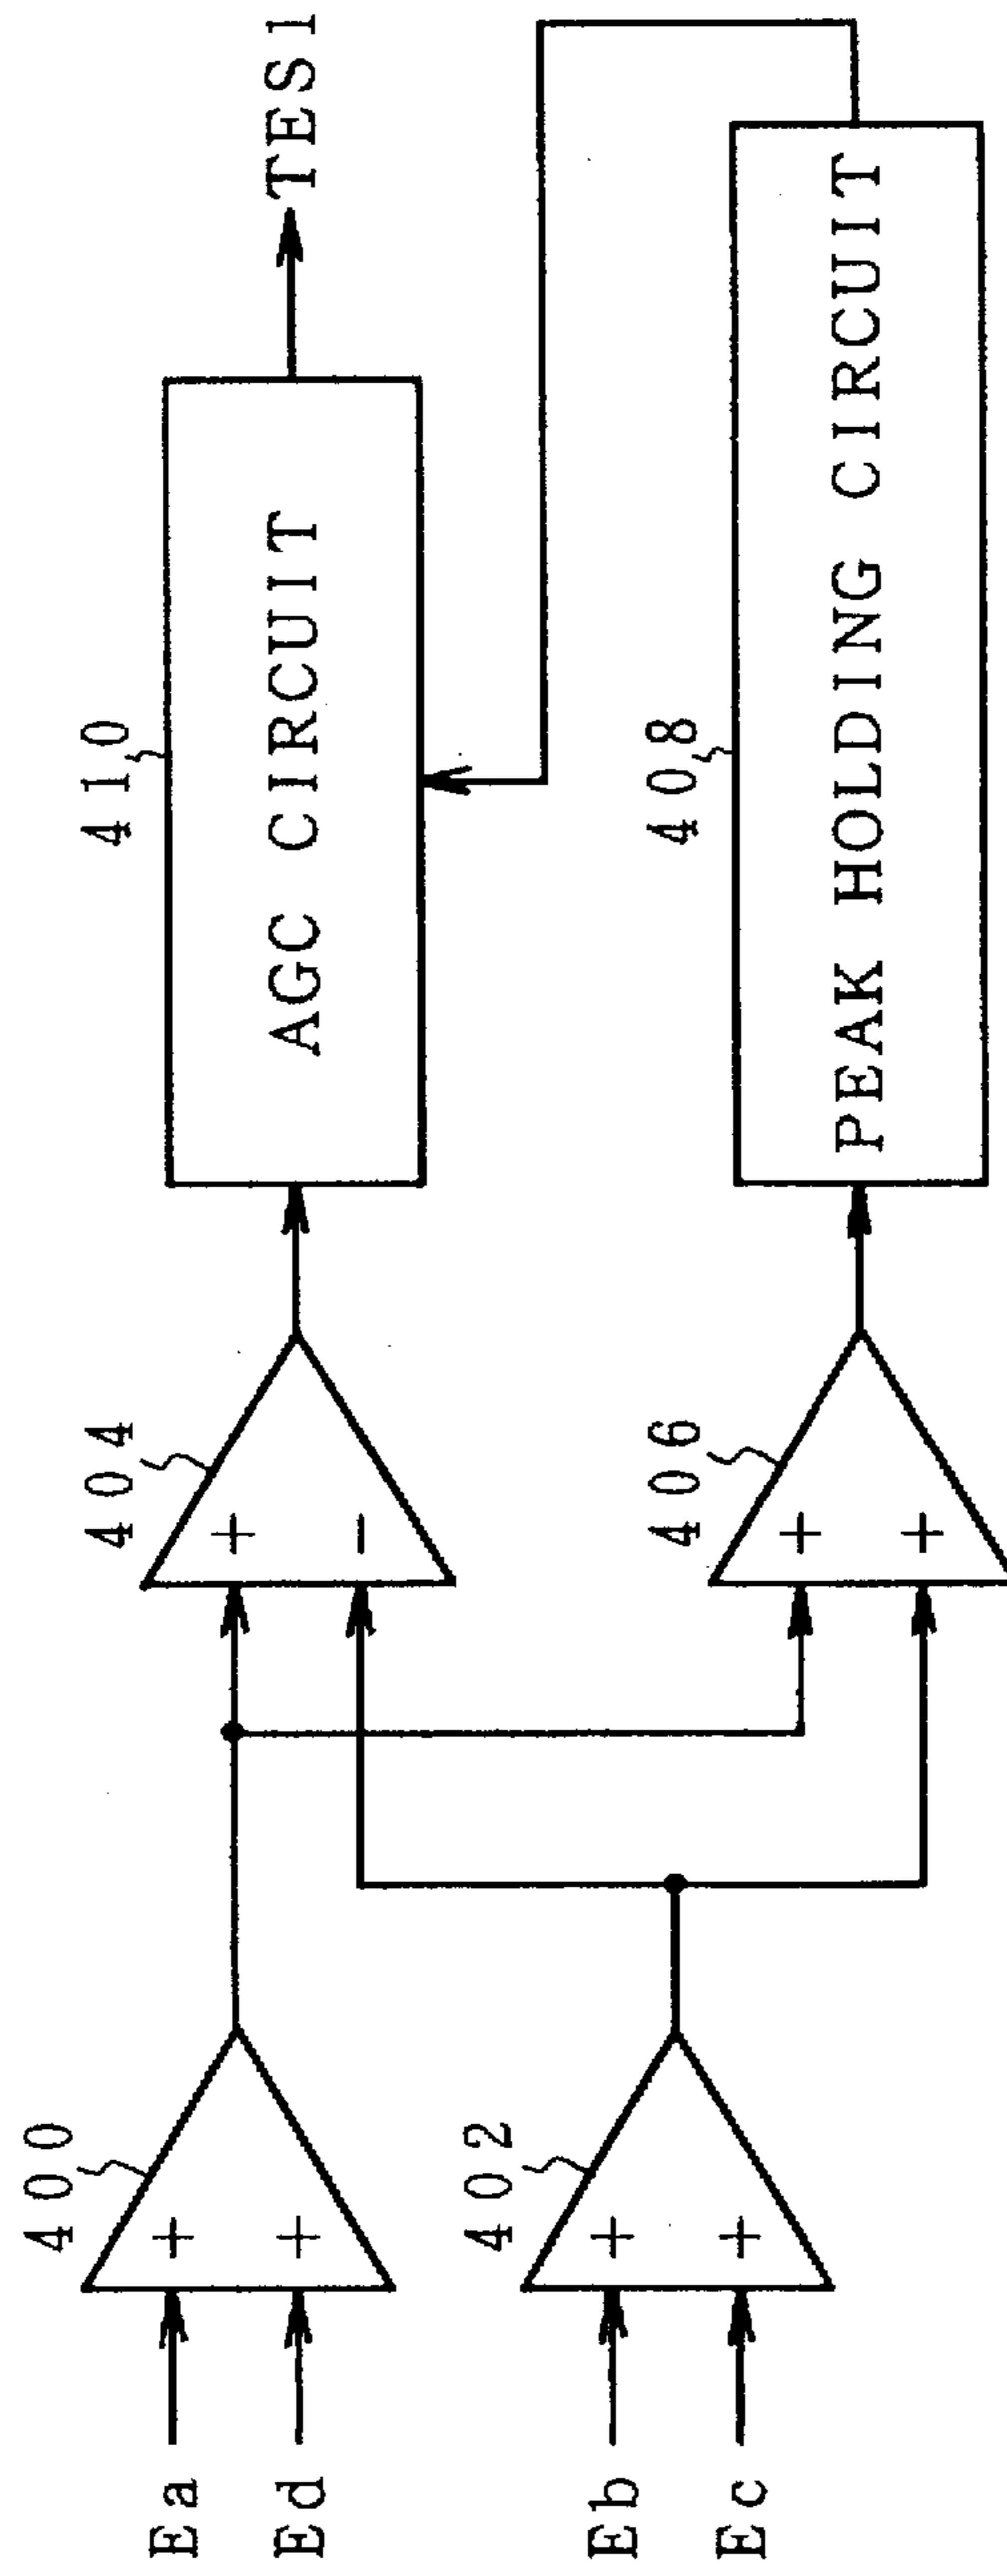 Ea
Ed
Eb
Ec
400
+
+
402
+
+
404
+
-
406
+
+
410
AGC CIRCUIT
408
PEAK HOLDING CIRCUIT
TES1